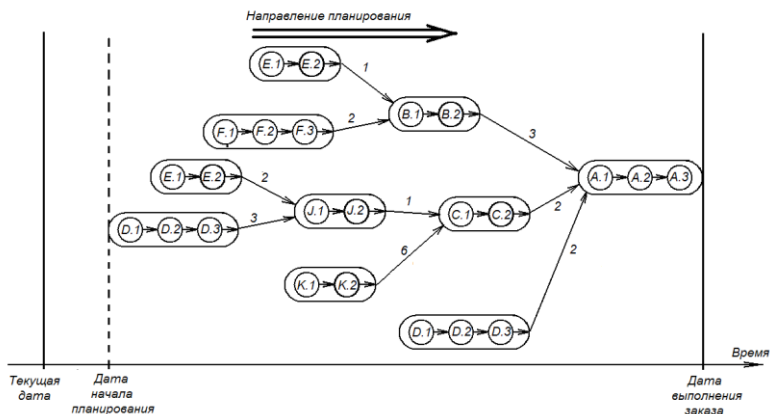 Направление планирования
E.1 E.2
1
F.1 F.2 F.3
2
B.1 B.2
3
E.1 E.2
2
A.1 A.2 A.3
D.1 D.2 D.3
3
J.1 J.2
1
C.1 C.2
2
K.1 K.2
6
2
D.1 D.2 D.3
Время
Текущая
дата
Дата
начала
планирования
Дата
выполнения
заказа